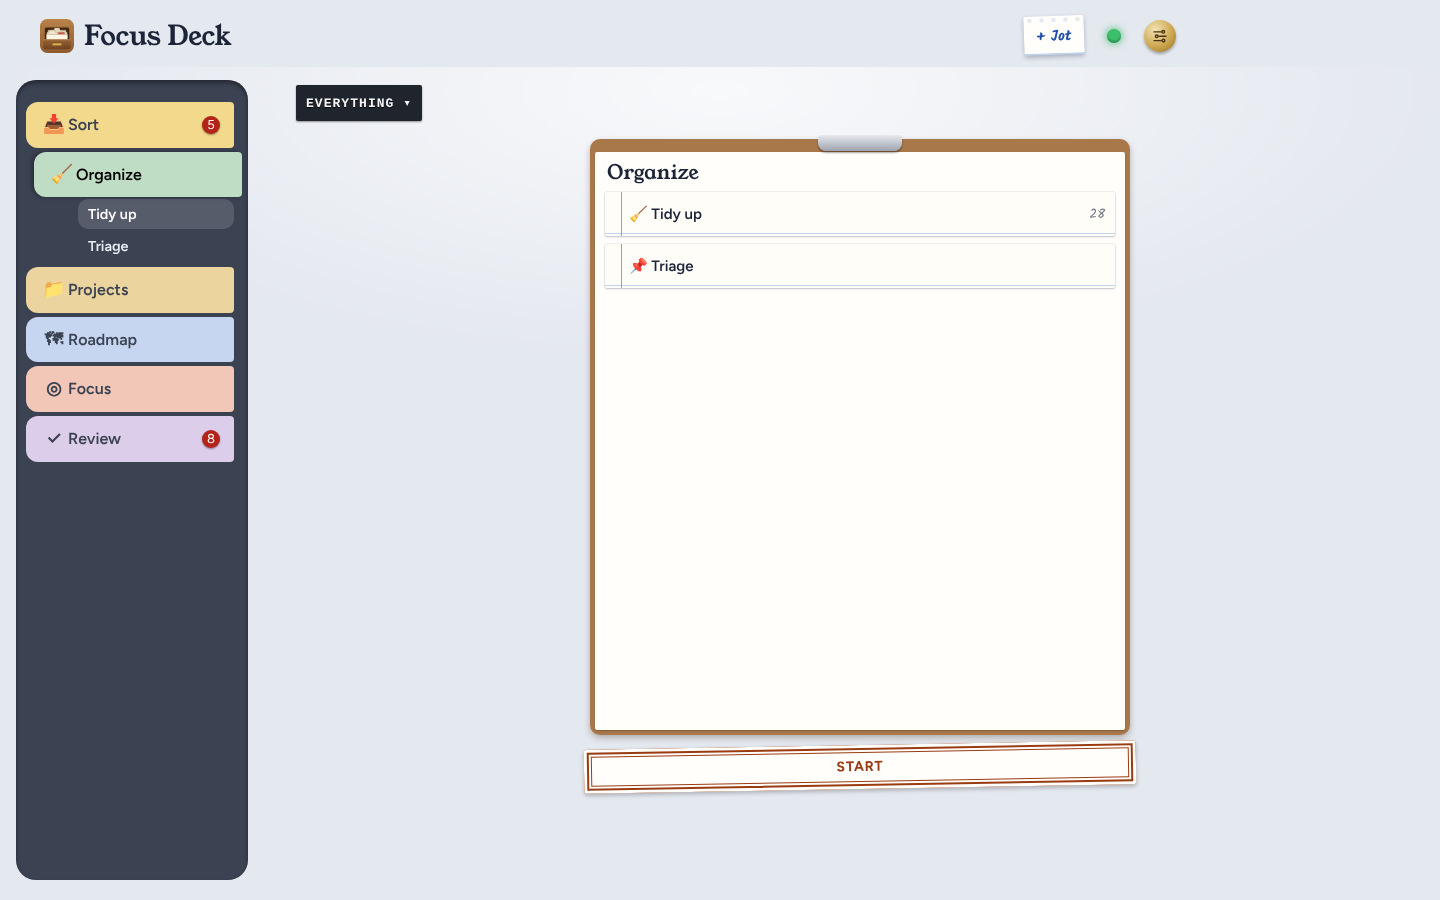 Focus Deck
+ Jot
EVERYTHING ▾
Sort 5
Organize
Tidy up
Triage
Projects
Roadmap
Focus
Review 8
Organize
Tidy up 28
Triage
START